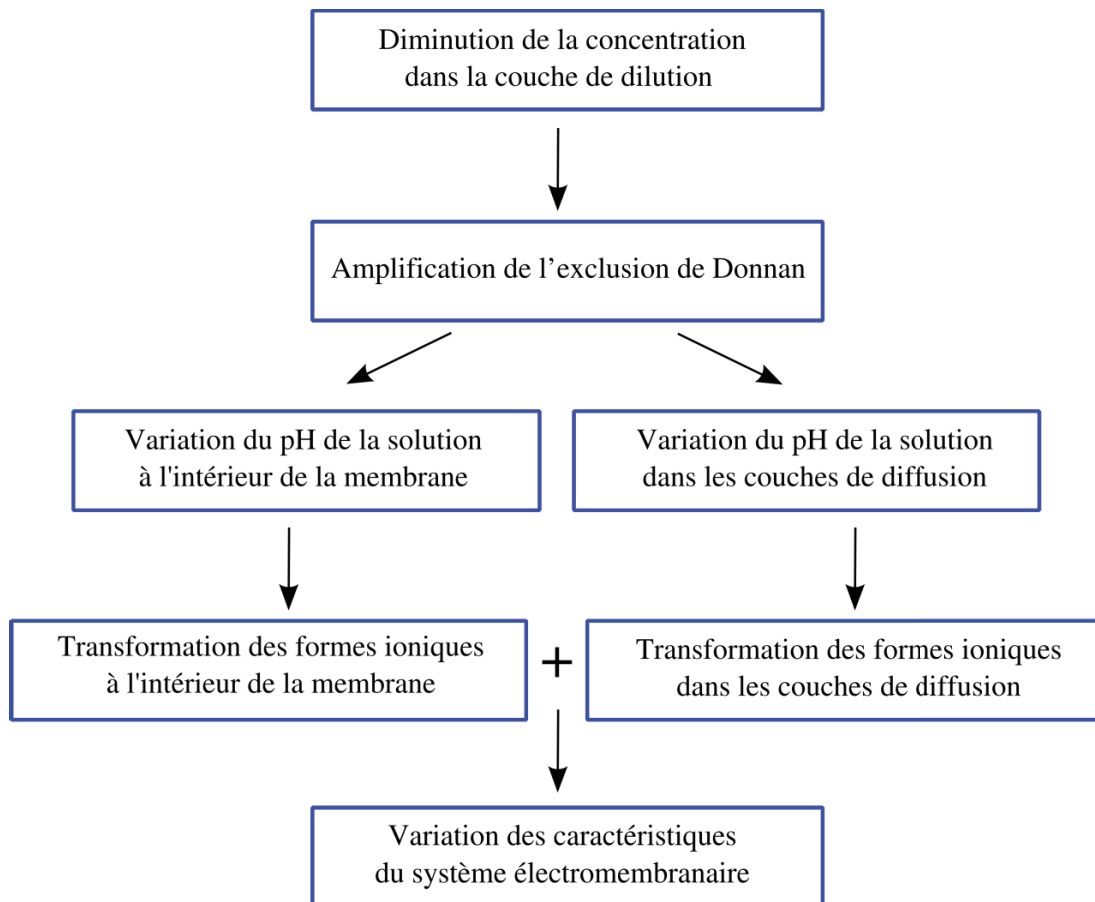 Diminution de la concentration
dans la couche de dilution
Amplification de l’exclusion de Donnan
Variation du pH de la solution
à l'intérieur de la membrane
Variation du pH de la solution
dans les couches de diffusion
Transformation des formes ioniques
à l'intérieur de la membrane
+
Transformation des formes ioniques
dans les couches de diffusion
Variation des caractéristiques
du système électromembranaire